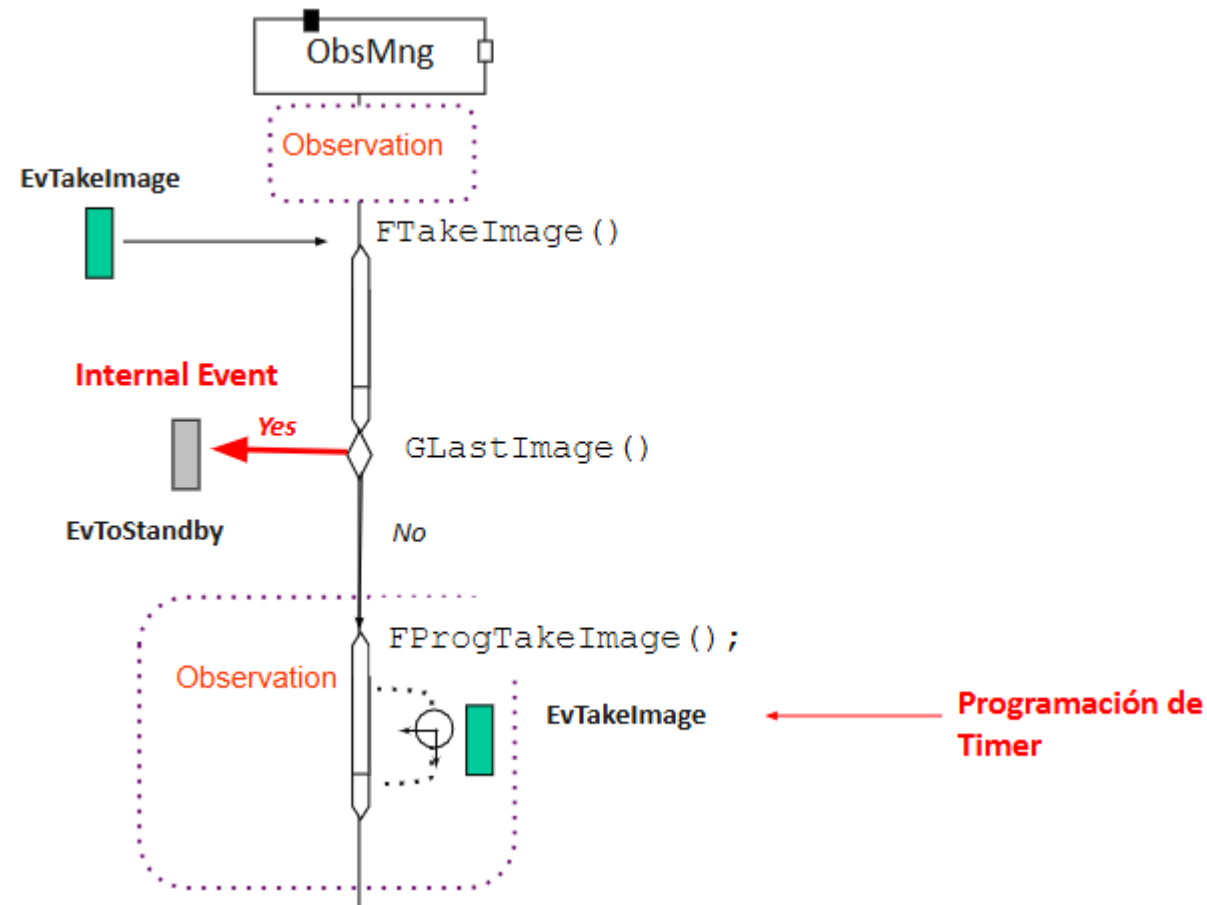 ObsMng
Observation
EvTakeImage
FTakeImage()
Internal Event
Yes
GLastImage()
EvToStandby
No
FProgTakeImage();
Observation
EvTakeImage
Programación de
Timer